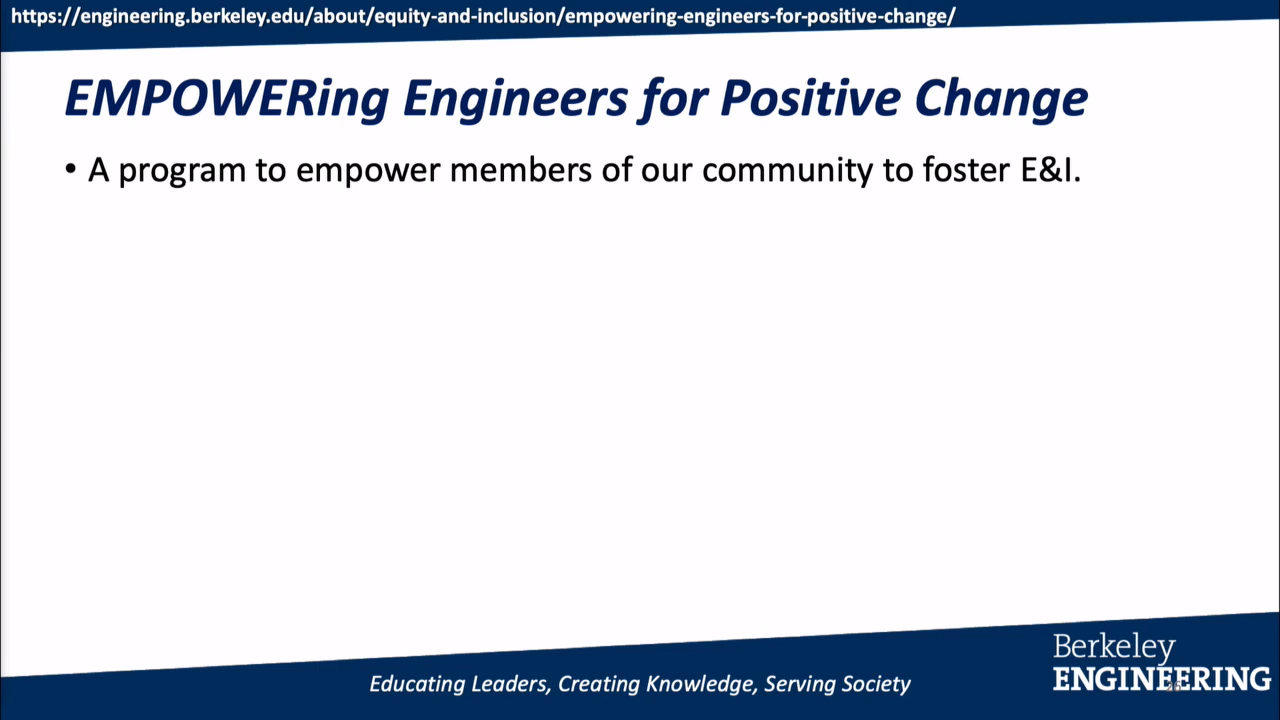 https://engineering.berkeley.edu/about/equity-and-inclusion/empowering-engineers-for-positive-change/
EMPOWERing Engineers for Positive Change
• A program to empower members of our community to foster E&I.
Berkeley
ENGINEERING
Educating Leaders, Creating Knowledge, Serving Society